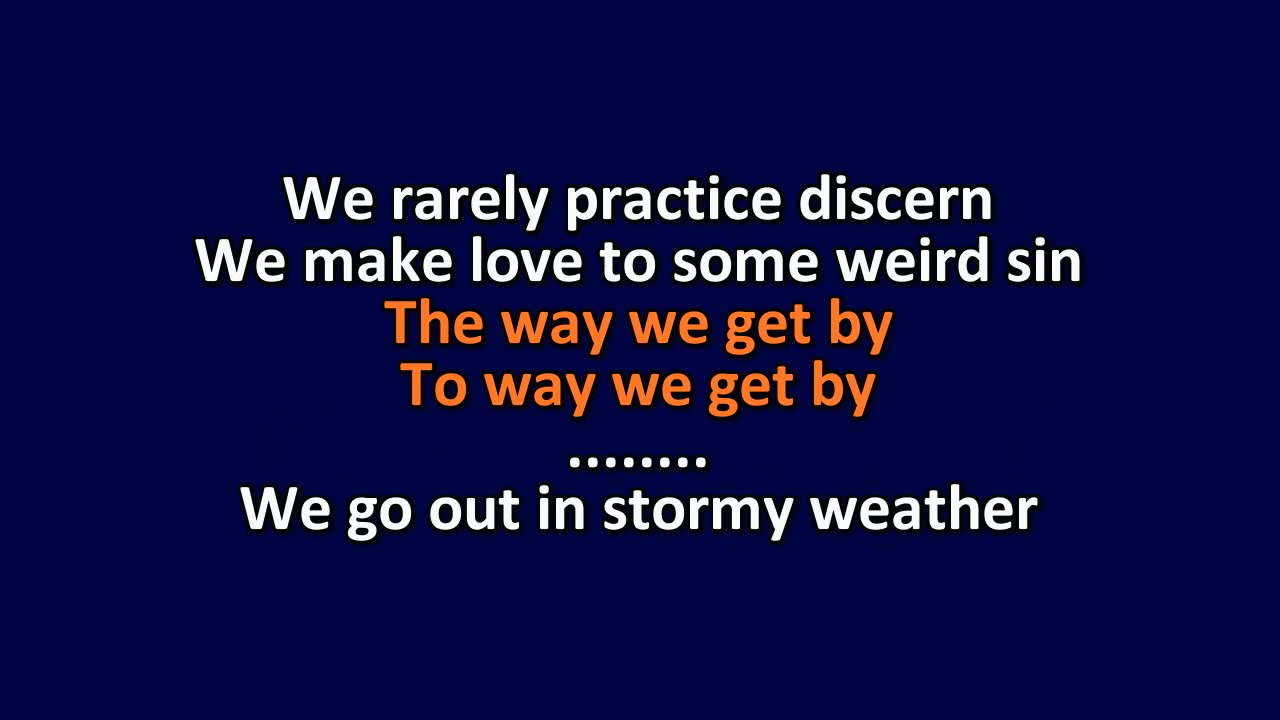 We rarely practice discern
We make love to some weird sin
The way we get by
To way we get by
........
We go out in stormy weather